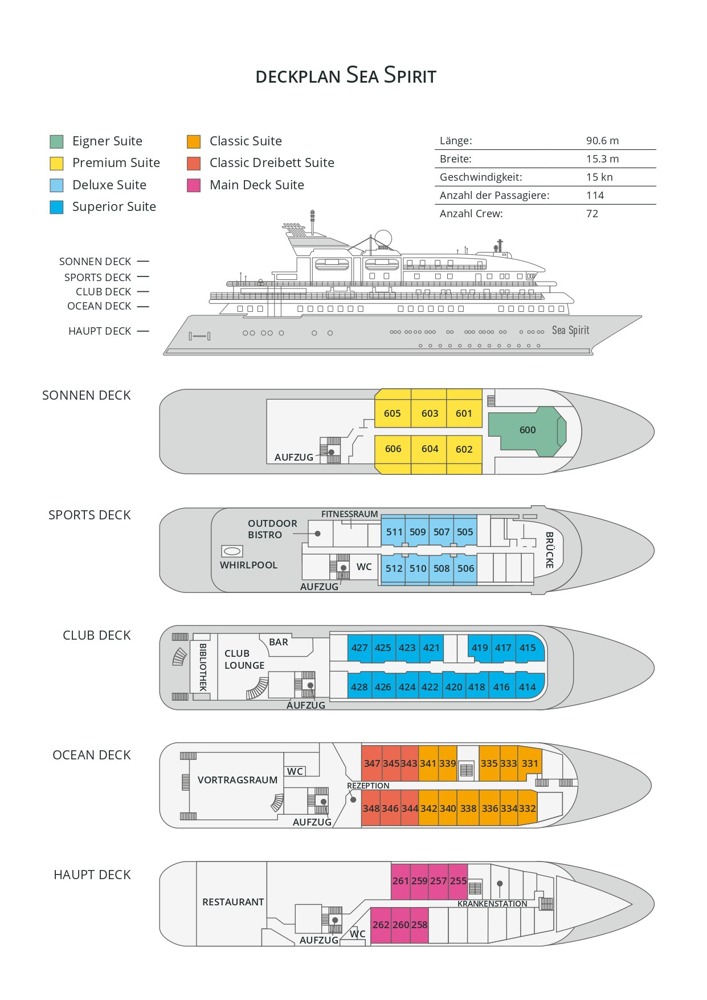 DECKPLAN SEA SPIRIT
Eigner Suite
Premium Suite
Deluxe Suite
Superior Suite
Classic Suite
Classic Dreibett Suite
Main Deck Suite
Länge: 90.6 m
Breite: 15.3 m
Geschwindigkeit: 15 kn
Anzahl der Passagiere: 114
Anzahl Crew: 72
SONNEN DECK
SPORTS DECK
CLUB DECK
OCEAN DECK
HAUPT DECK
Sea Spirit
SONNEN DECK
605 603 601
600
606 604 602
AUFZUG
SPORTS DECK
FITNESSRAUM
OUTDOOR
BISTRO
511 509 507 505
BRÜCKE
WHIRLPOOL
WC
512 510 508 506
AUFZUG
CLUB DECK
BIBLIOTHEK
BAR
CLUB
LOUNGE
427 425 423 421 419 417 415
428 426 424 422 420 418 416 414
AUFZUG
OCEAN DECK
347 345 343 341 339 335 333 331
WC
VORTRAGSRAUM
REZEPTION
348 346 344 342 340 338 336 334 332
AUFZUG
HAUPT DECK
261 259 257 255
RESTAURANT
KRANKENSTATION
262 260 258
WC
AUFZUG